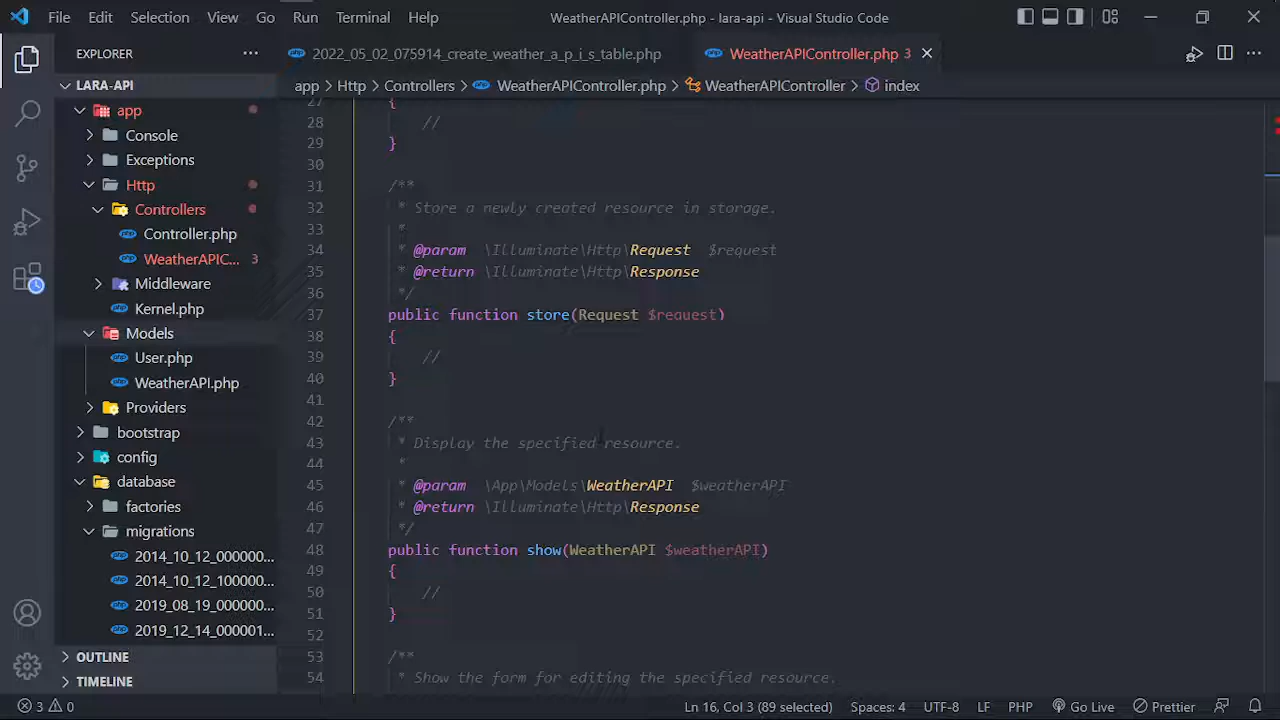 File Edit Selection View Go Run Terminal Help WeatherAPIController.php - lara-api - Visual Studio Code
EXPLORER ... 2022_05_02_075914_create_weather_a_p_i_s_table.php WeatherAPIController.php 3
LARA-API app > Http > Controllers > WeatherAPIController.php > WeatherAPIController > index
app
Console
Exceptions
Http
Controllers
Controller.php
WeatherAPIC... 3
Middleware
Kernel.php
Models
User.php
WeatherAPI.php
Providers
bootstrap
config
database
factories
migrations
2014_10_12_000000...
2014_10_12_100000...
2019_08_19_000000...
2019_12_14_000001...
OUTLINE
TIMELINE
27 {
28 //
29 }
30
31 /**
32 * Store a newly created resource in storage.
33 *
34 * @param \Illuminate\Http\Request $request
35 * @return \Illuminate\Http\Response
36 */
37 public function store(Request $request)
38 {
39 //
40 }
41
42 /**
43 * Display the specified resource.
44 *
45 * @param \App\Models\WeatherAPI $weatherAPI
46 * @return \Illuminate\Http\Response
47 */
48 public function show(WeatherAPI $weatherAPI)
49 {
50 //
51 }
52
53 /**
54 * Show the form for editing the specified resource.
3 0 Ln 16, Col 3 (89 selected) Spaces: 4 UTF-8 LF PHP Go Live Prettier